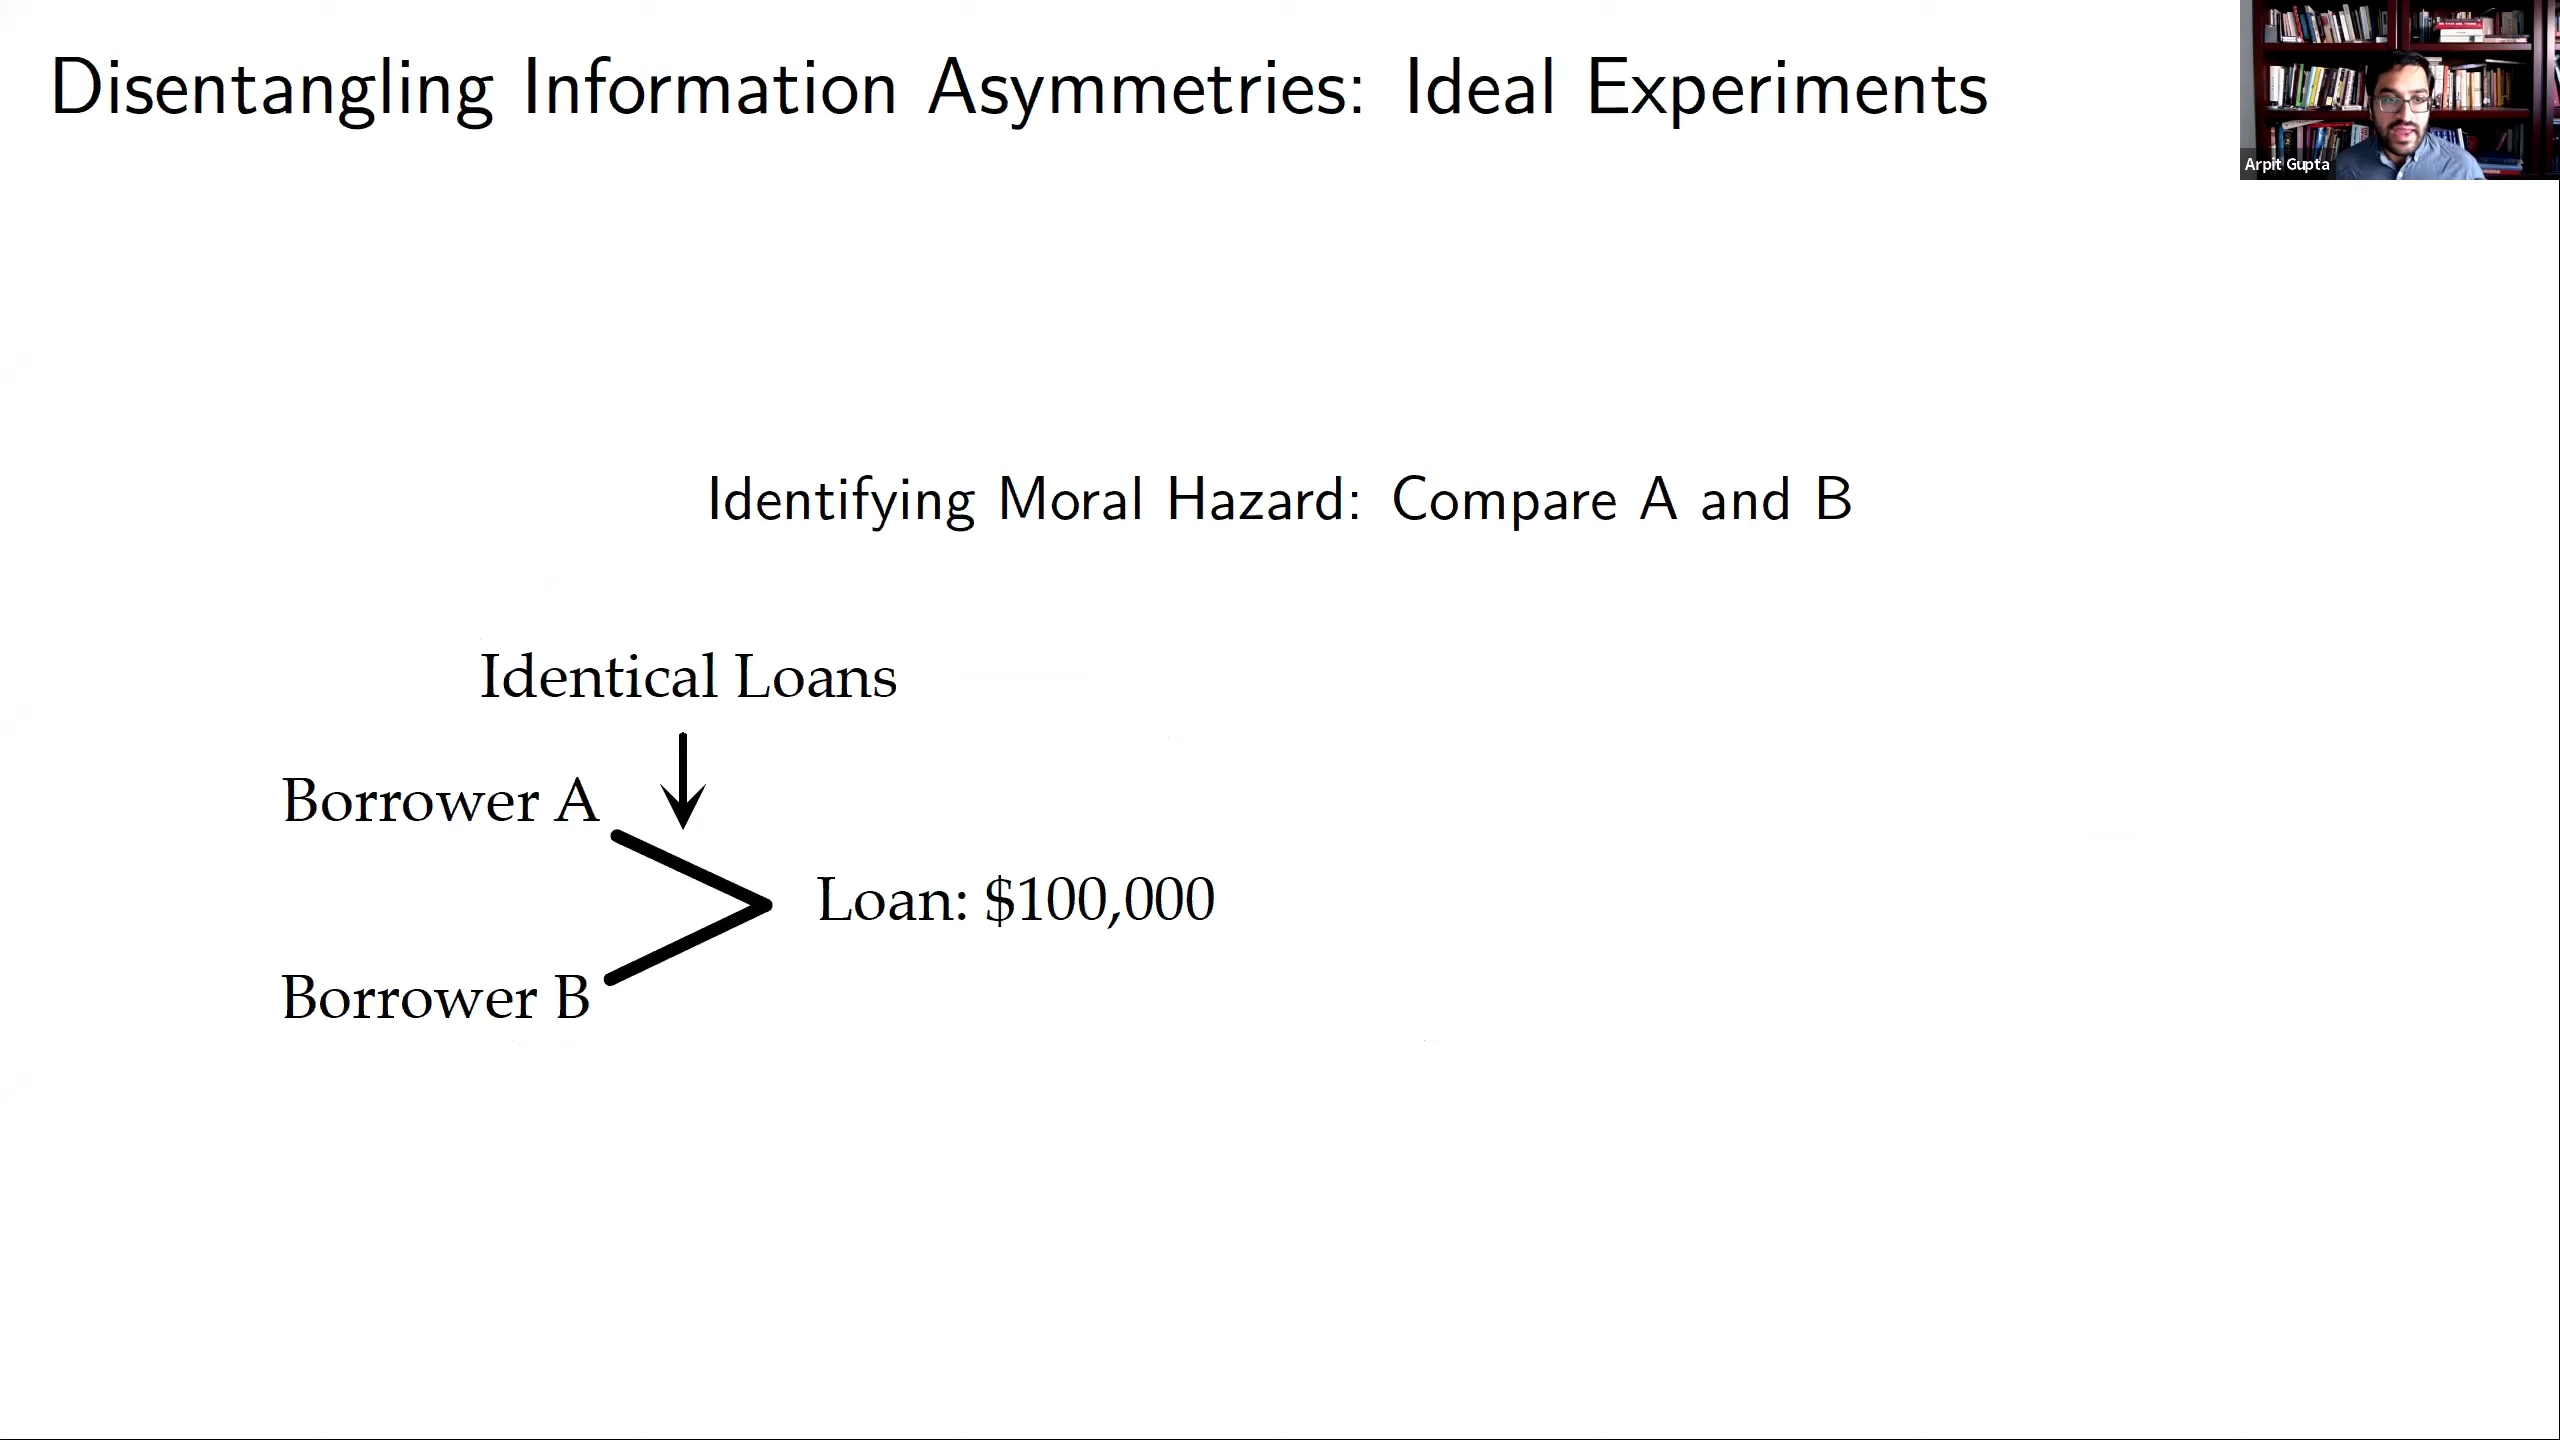 Disentangling Information Asymmetries: Ideal Experiments
Arpit Gupta
Identifying Moral Hazard: Compare A and B
Identical Loans
Borrower A
Loan: $100,000
Borrower B